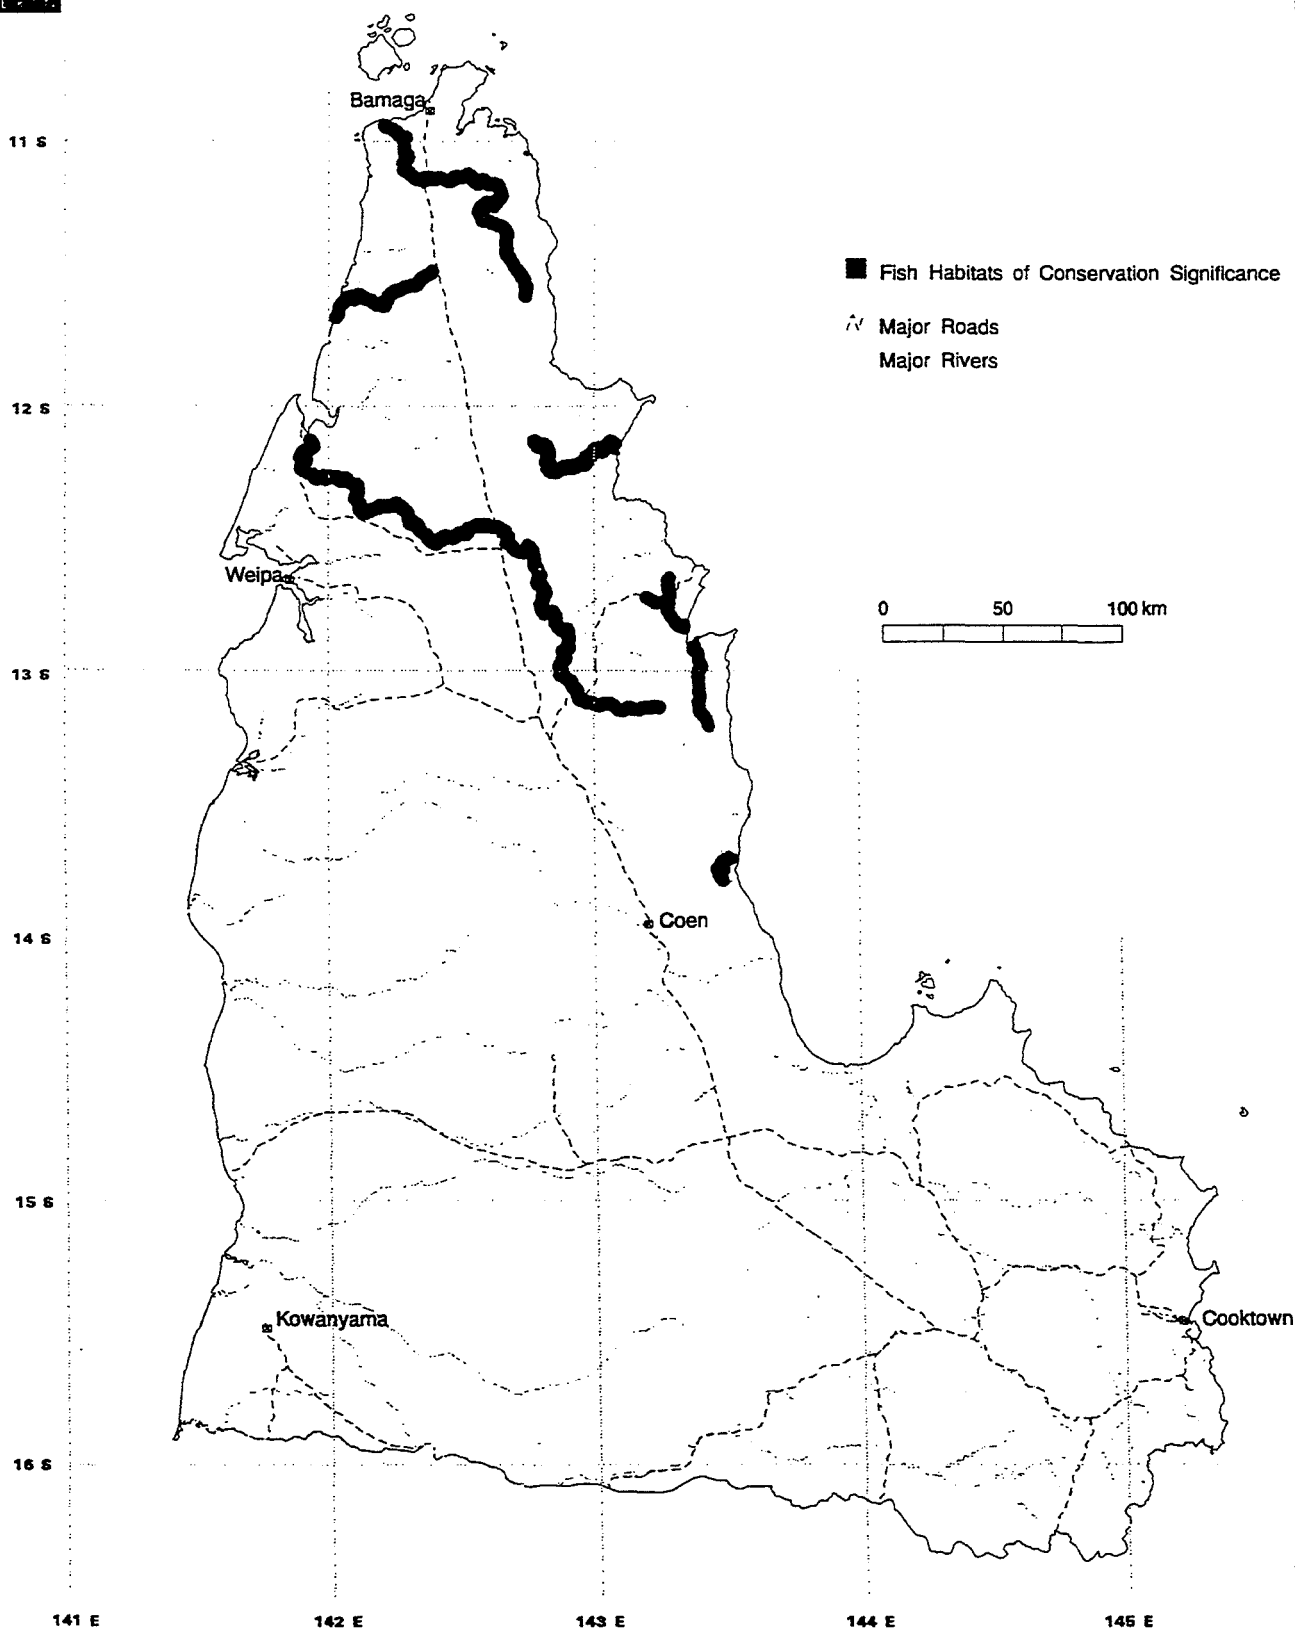 Bamaga
11 S
Fish Habitats of Conservation Significance
Major Roads
Major Rivers
12 S
Weipa
0 50 100 km
13 S
Coen
14 S
15 S
Kowanyama
Cooktown
16 S
141 E 142 E 143 E 144 E 145 E